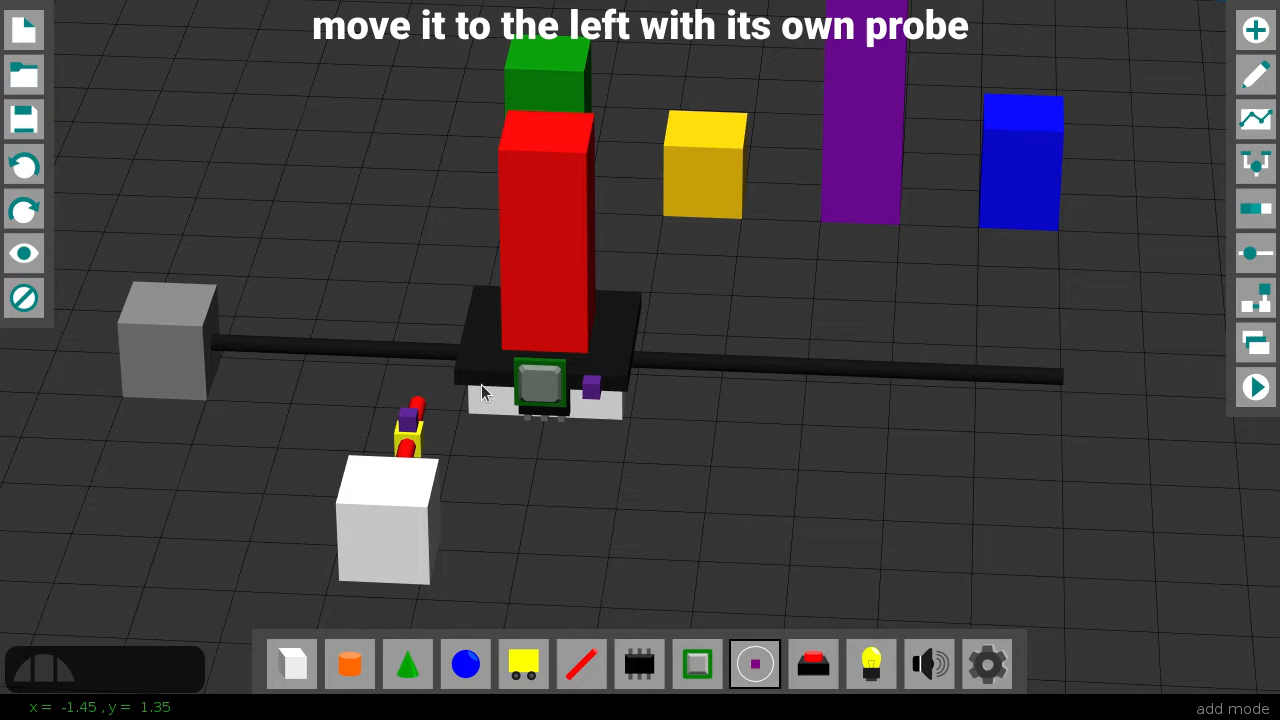 move it to the left with its own probe
x = -1.45 , y = 1.35
add mode